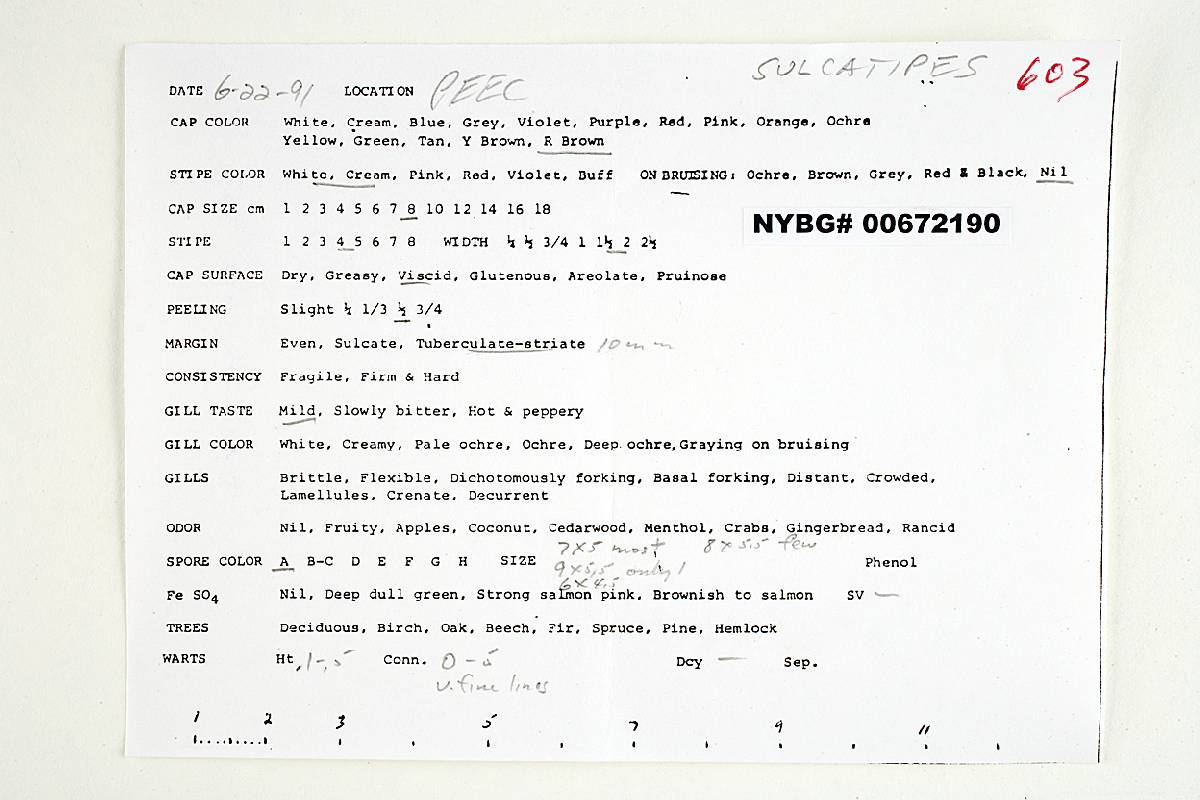 SULCATIPES 603
DATE 6-22-91 LOCATION PEEC
CAP COLOR White, Cream, Blue, Grey, Violet, Purple, Red, Pink, Orange, Ochre
Yellow, Green, Tan, Y Brown, R Brown
STIPE COLOR White, Cream, Pink, Red, Violet, Buff ON BRUISING: Ochre, Brown, Grey, Red & Black, Nil
CAP SIZE cm 1 2 3 4 5 6 7 8 10 12 14 16 18
NYBG# 00672190
STIPE 1 2 3 4 5 6 7 8 WIDTH ¼ ½ 3/4 1 1½ 2 2½
CAP SURFACE Dry, Greasy, Viscid, Glutenous, Areolate, Pruinose
PEELING Slight ¼ 1/3 ½ 3/4
MARGIN Even, Sulcate, Tuberculate-striate 10mm
CONSISTENCY Fragile, Firm & Hard
GILL TASTE Mild, Slowly bitter, Hot & peppery
GILL COLOR White, Creamy, Pale ochre, Ochre, Deep ochre, Graying on bruising
GILLS Brittle, Flexible, Dichotomously forking, Basal forking, Distant, Crowded,
Lamellules, Crenate, Decurrent
ODOR Nil, Fruity, Apples, Coconut, Cedarwood, Menthol, Crabs, Gingerbread, Rancid
7x5 most 8x5.5 few
SPORE COLOR A B-C D E F G H SIZE 9x5,5 only 1 Phenol
6x4.5
Fe SO4 Nil, Deep dull green, Strong salmon pink, Brownish to salmon SV —
TREES Deciduous, Birch, Oak, Beech, Fir, Spruce, Pine, Hemlock
WARTS Ht .1-.5 Conn. 0-5 Dcy — Sep.
v. fine lines
1 2 3 5 7 9 11